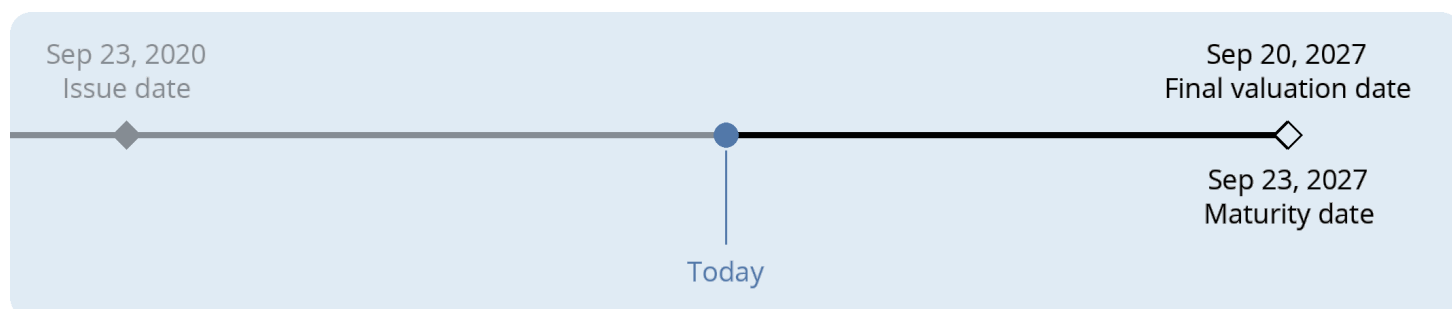 Sep 23, 2020
Issue date
Sep 20, 2027
Final valuation date
Sep 23, 2027
Maturity date
Today